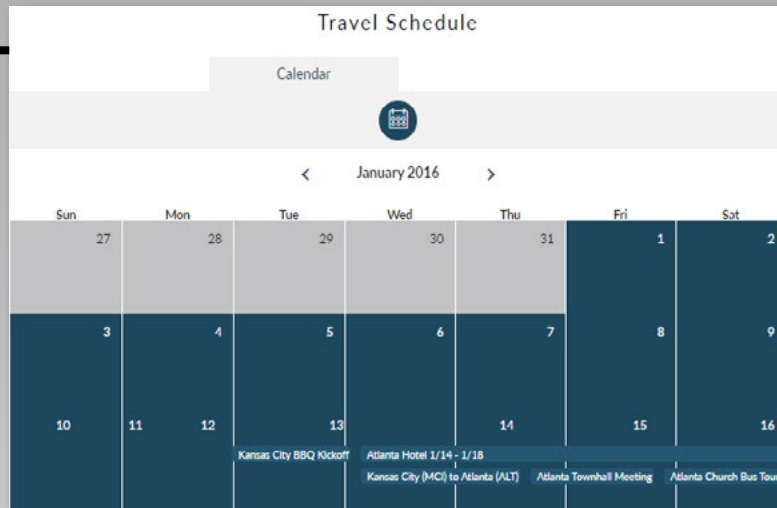 Travel Schedule
Calendar
January 2016
Sun Mon Tue Wed Thu Fri Sat
27 28 29 30 31 1 2
3 4 5 6 7 8 9
10 11 12 13 14 15 16
Kansas City BBQ Kickoff Atlanta Hotel 1/14 - 1/18
Kansas City (MCI) to Atlanta (ALT) Atlanta Townhall Meeting Atlanta Church Bus Tour